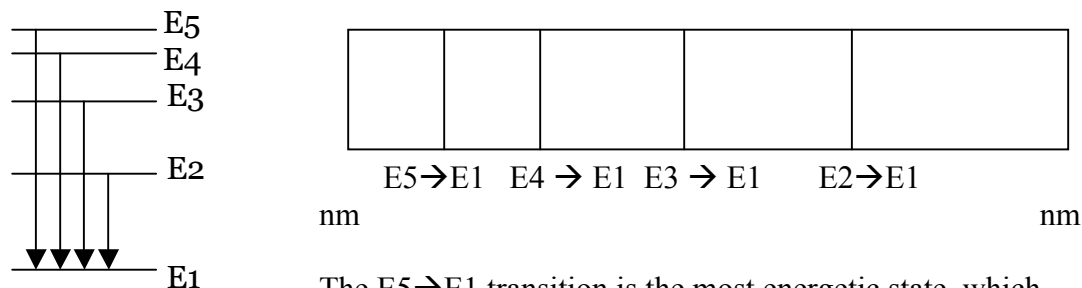 E5
E4
E3
E2
E1
E5→E1 E4 → E1 E3 → E1 E2→E1
nm nm
The E5→E1 transition is the most energetic state, which